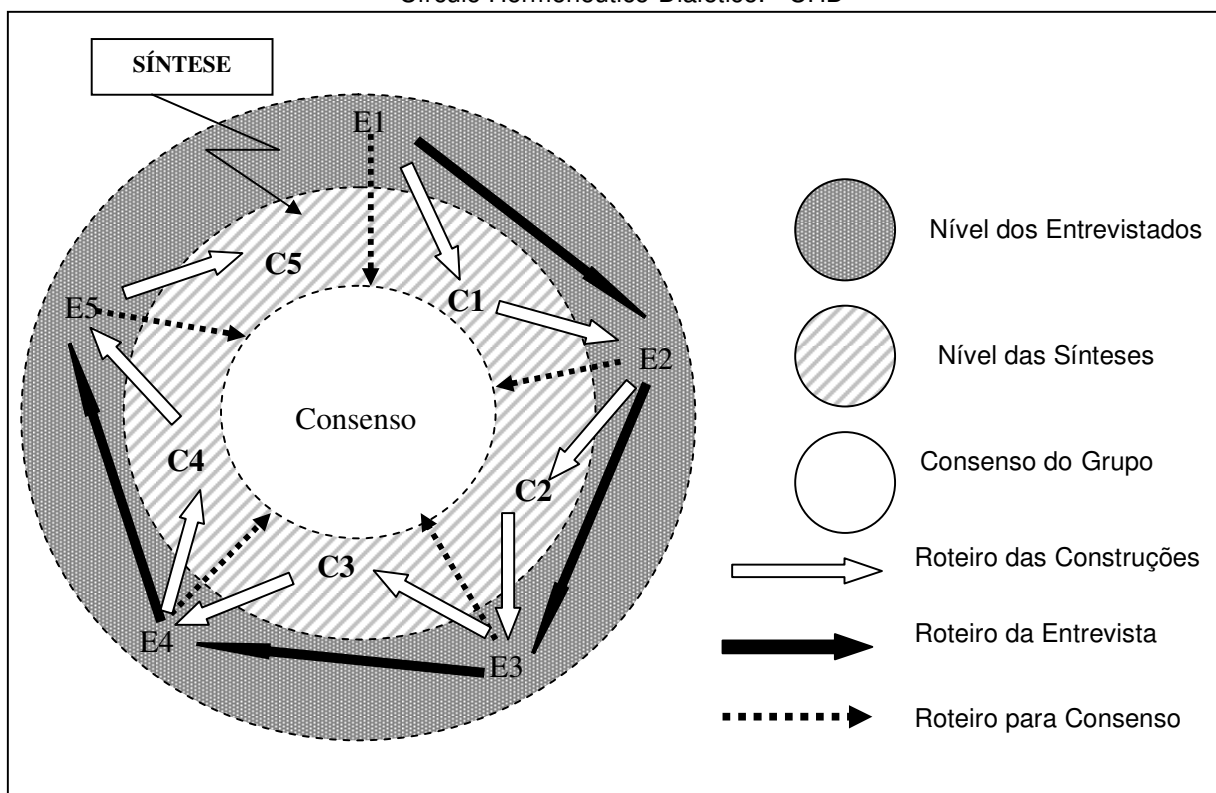 SÍNTESE
E1
C5
C1
E5
E2
Consenso
C4
C2
C3
E4
E3
Nível dos Entrevistados
Nível das Sínteses
Consenso do Grupo
Roteiro das Construções
Roteiro da Entrevista
Roteiro para Consenso